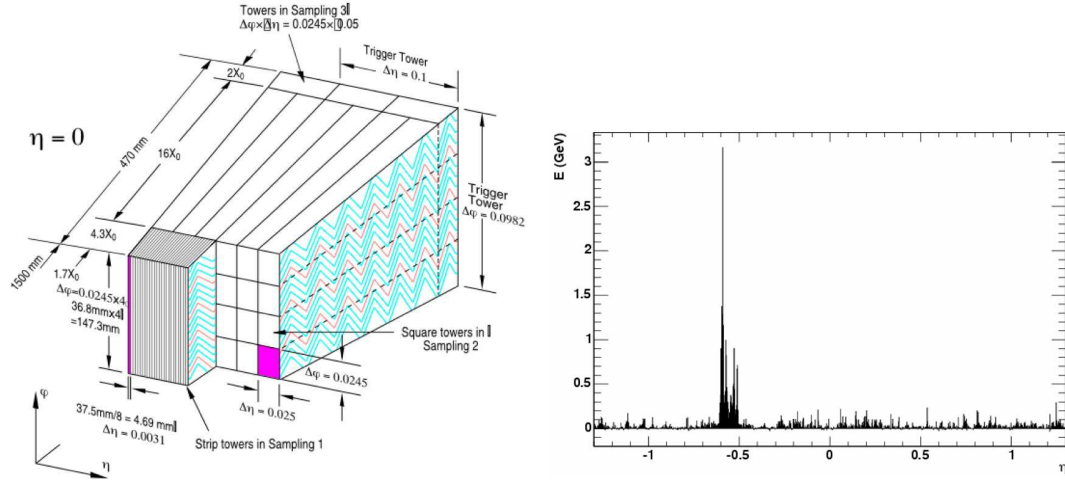 Towers in Sampling 3
Δφ×Δη = 0.0245×0.05
Trigger Tower
Δη = 0.1
2X₀
η = 0
470 mm
16X₀
Trigger
Tower
Δφ = 0.0982
4.3X₀
1500 mm
1.7X₀
Δφ=0.0245x4
36.8mmx4
=147.3mm
Square towers in
Sampling 2
Δφ = 0.0245
φ
37.5mm/8 = 4.69 mm
Δη = 0.0031
Δη = 0.025
Strip towers in Sampling 1
η
E (GeV)
3
2.5
2
1.5
1
0.5
0
-1 -0.5 0 0.5 1
η